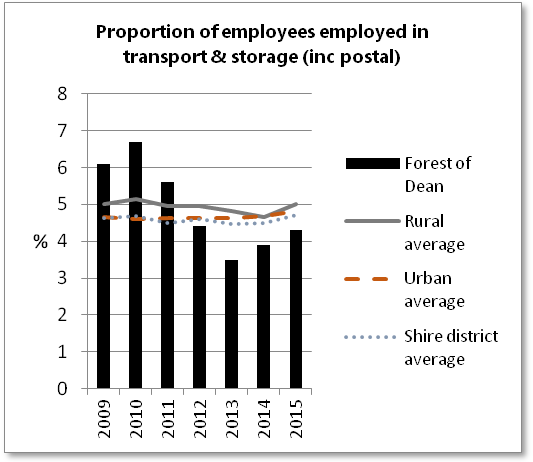 Proportion of employees employed in
transport & storage (inc postal)
8
7
6
5
4
3
2
1
0
%
2009
2010
2011
2012
2013
2014
2015
Forest of
Dean
Rural
average
Urban
average
Shire district
average